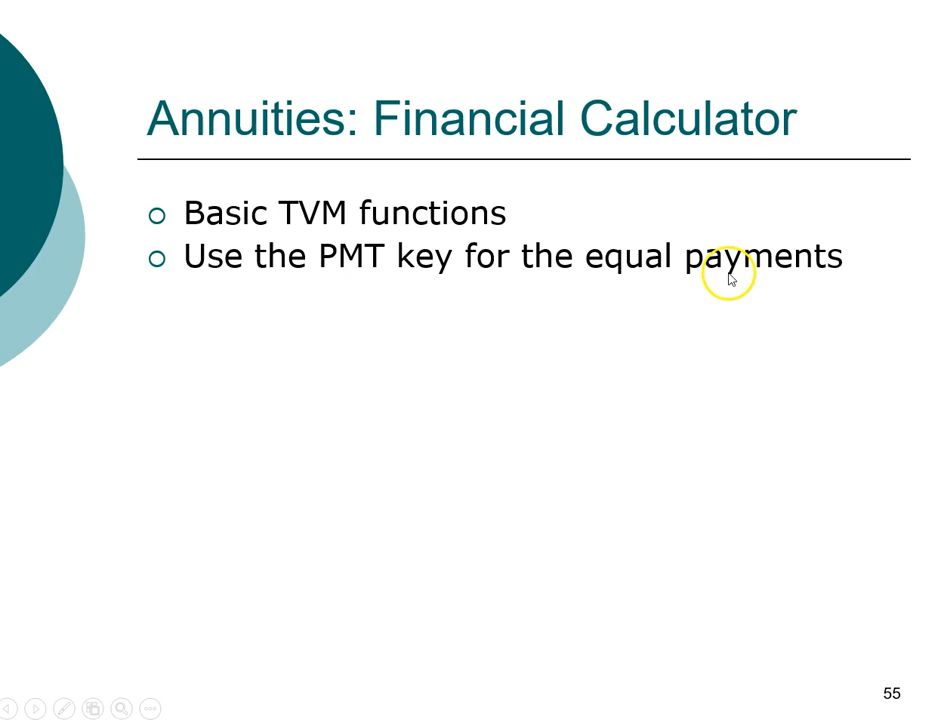 Annuities: Financial Calculator
Basic TVM functions
Use the PMT key for the equal payments
55